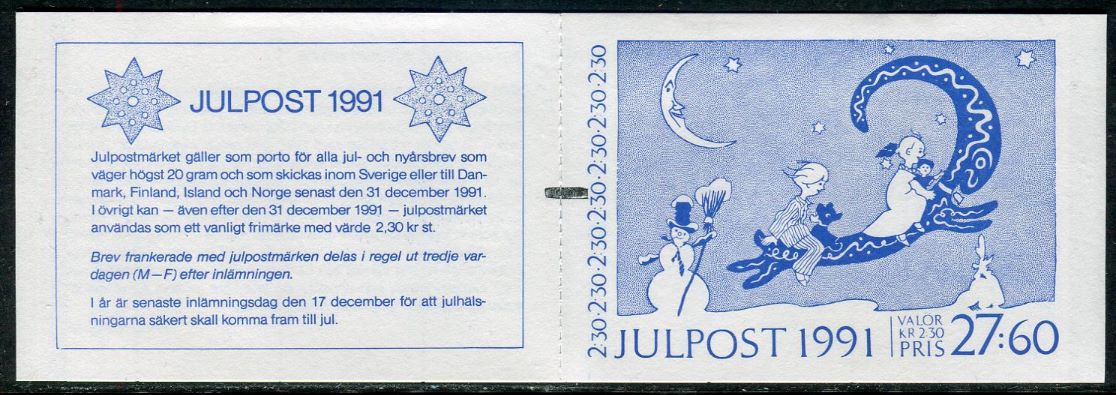 JULPOST 1991
Julpostmärket gäller som porto för alla jul- och nyårsbrev som
väger högst 20 gram och som skickas inom Sverige eller till Dan-
mark, Finland, Island och Norge senast den 31 december 1991.
I övrigt kan – även efter den 31 december 1991 – julpostmärket
användas som ett vanligt frimärke med värde 2,30 kr st.
Brev frankerade med julpostmärken delas i regel ut tredje var-
dagen (M–F) efter inlämningen.
I år är senaste inlämningsdag den 17 december för att julhäls-
ningarna säkert skall komma fram till jul.
2:30·2:30·2:30·2:30·2:30·2:30·2:30·2:30
JULPOST 1991
VALÖR
KR 2:30
PRIS 27:60